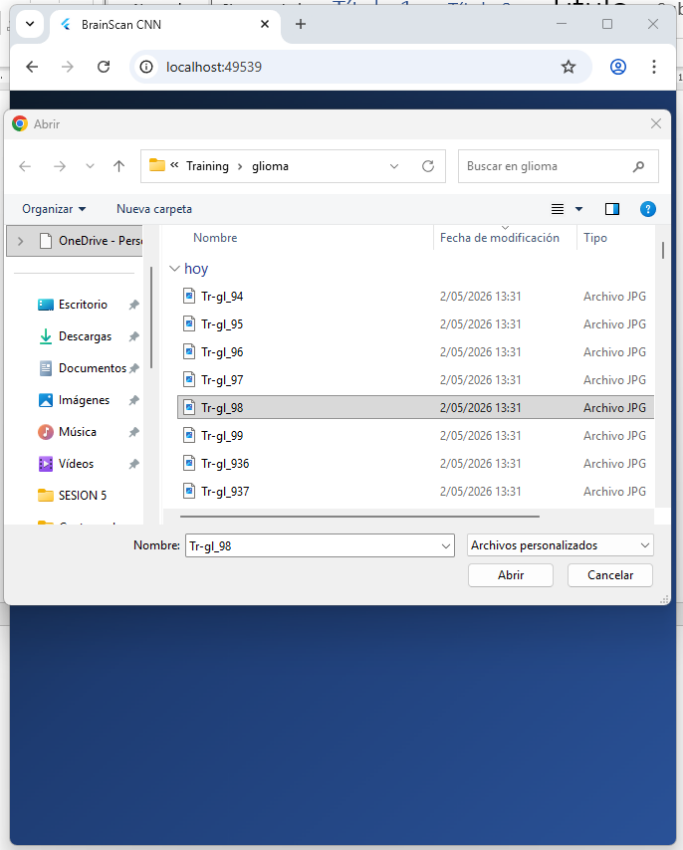 BrainScan CNN
localhost:49539
Abrir
Training glioma
Buscar en glioma
Organizar Nueva carpeta
OneDrive - Pers
Nombre Fecha de modificación Tipo
hoy
Escritorio
Descargas
Documentos
Imágenes
Música
Vídeos
SESION 5
Tr-gl_94 2/05/2026 13:31 Archivo JPG
Tr-gl_95 2/05/2026 13:31 Archivo JPG
Tr-gl_96 2/05/2026 13:31 Archivo JPG
Tr-gl_97 2/05/2026 13:31 Archivo JPG
Tr-gl_98 2/05/2026 13:31 Archivo JPG
Tr-gl_99 2/05/2026 13:31 Archivo JPG
Tr-gl_936 2/05/2026 13:31 Archivo JPG
Tr-gl_937 2/05/2026 13:31 Archivo JPG
Nombre: Tr-gl_98 Archivos personalizados
Abrir Cancelar